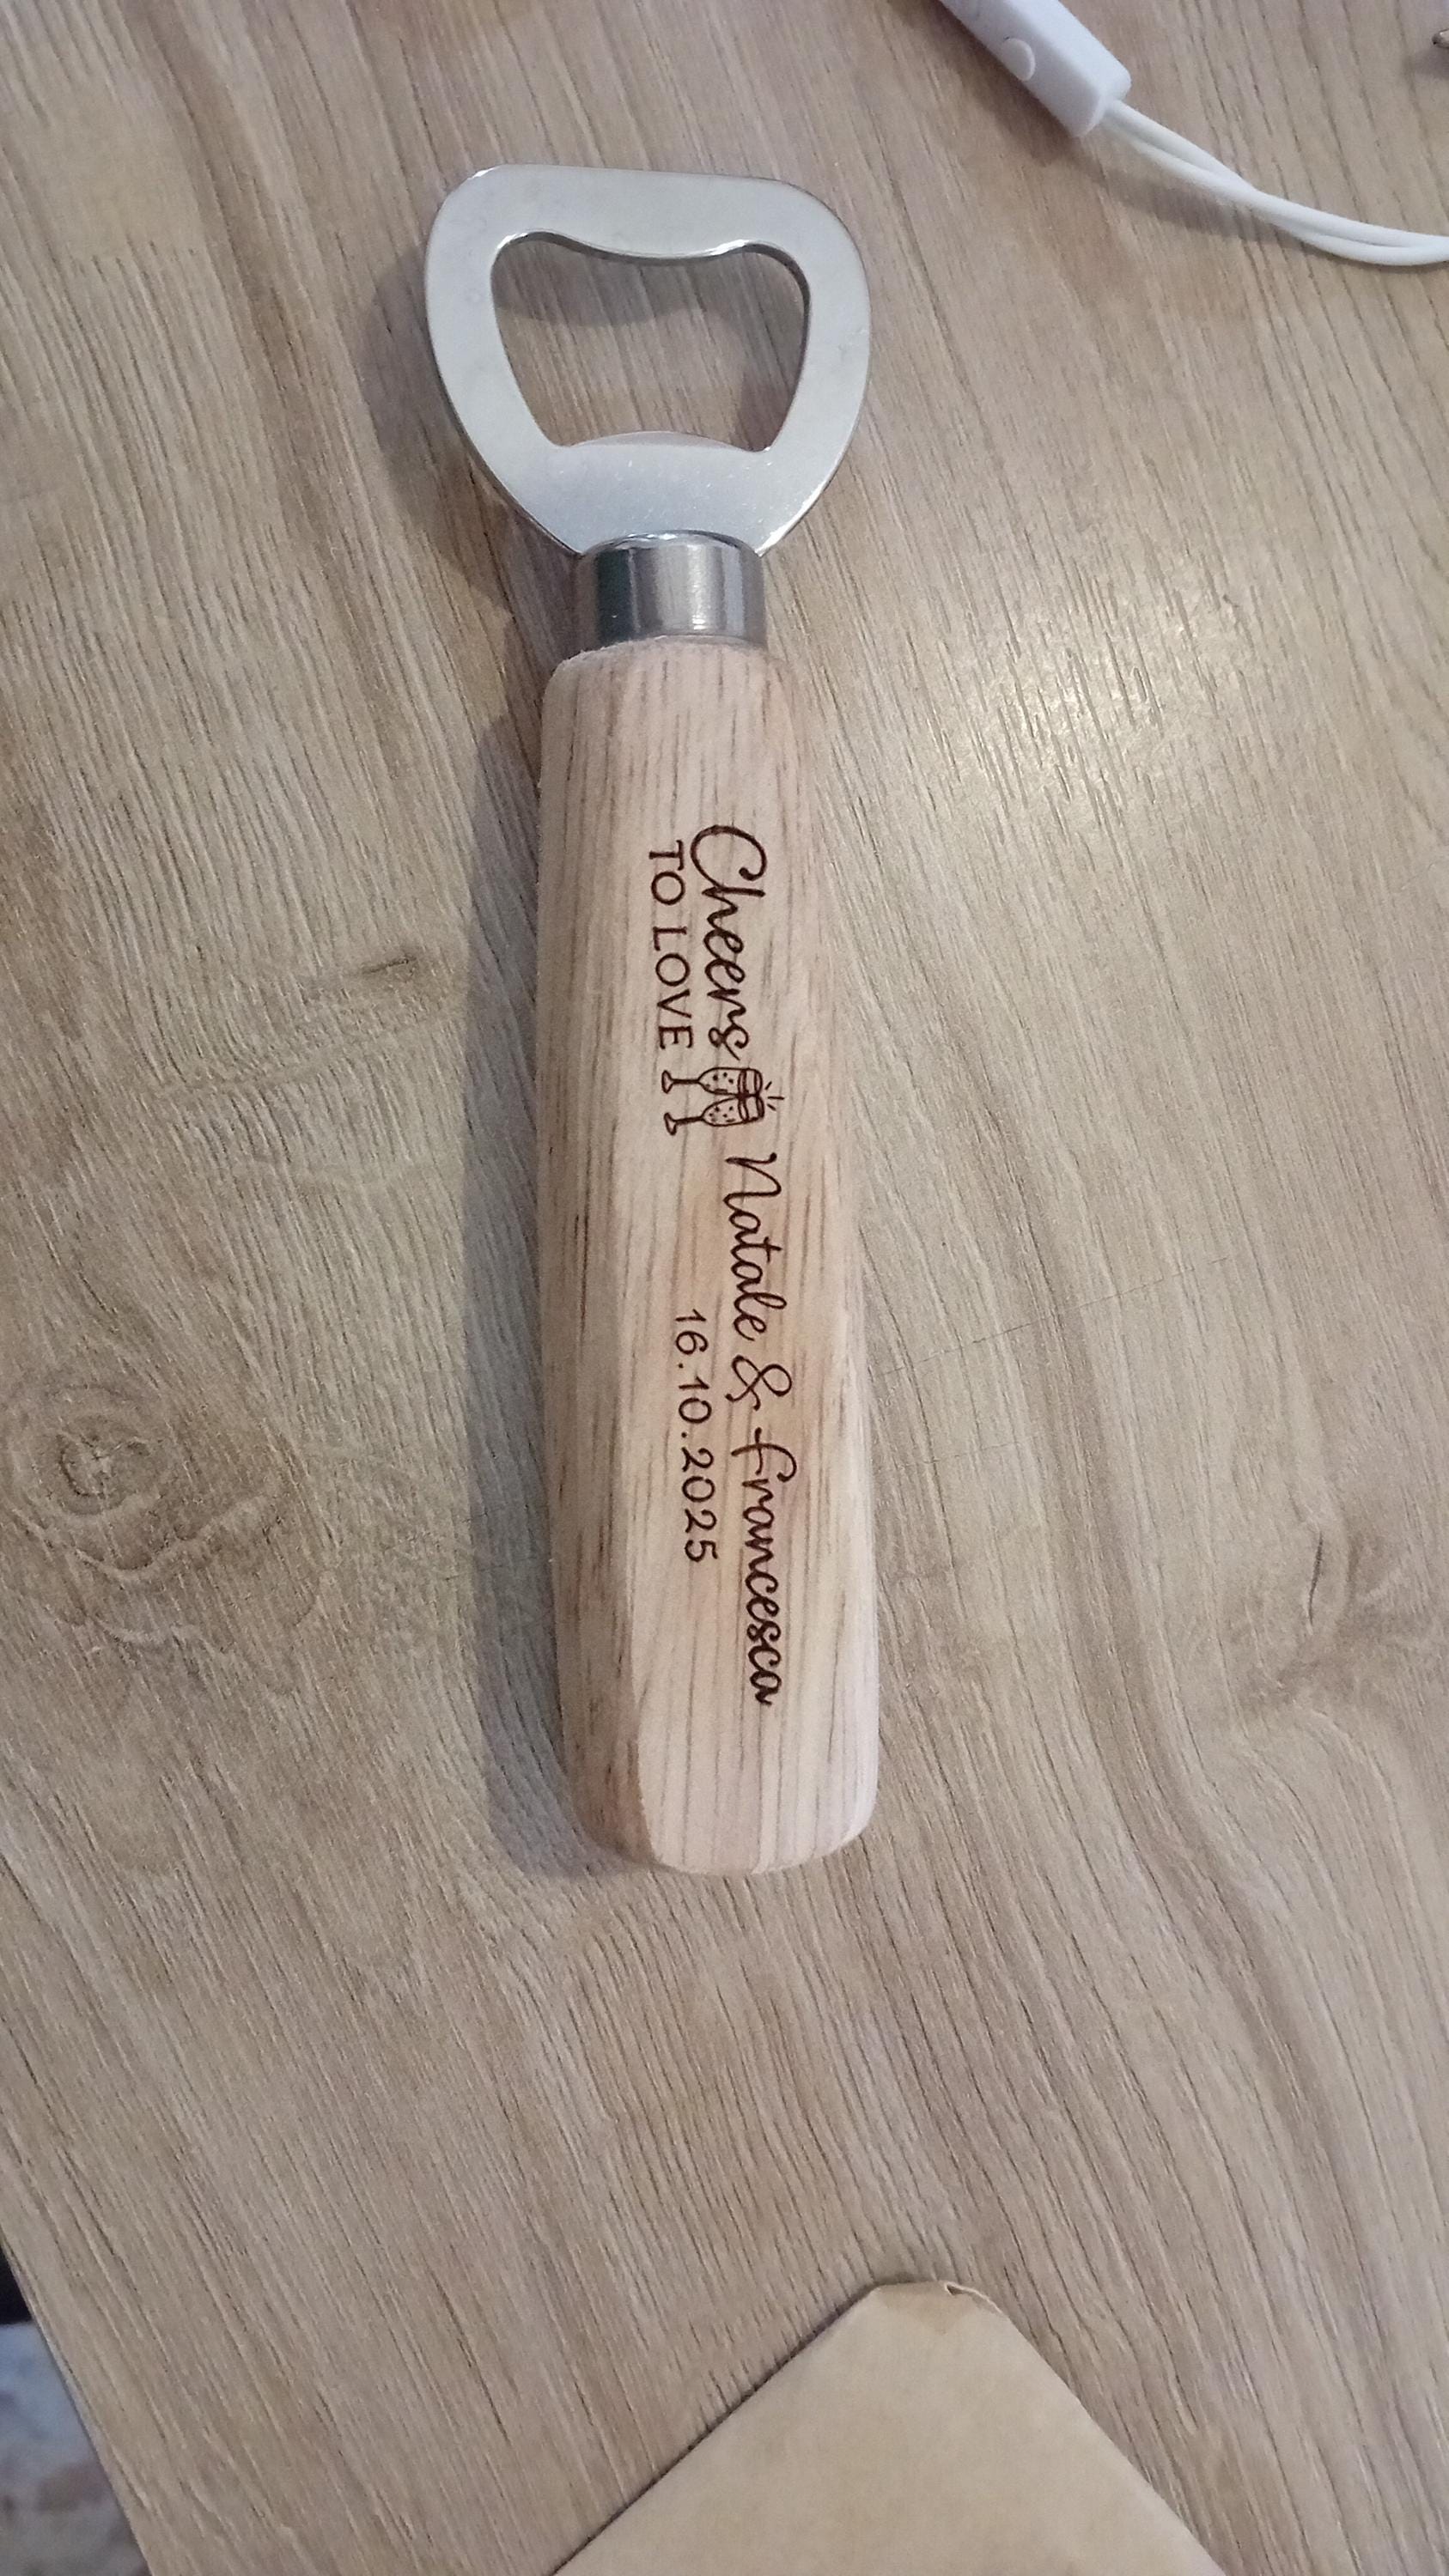 Cheers
TO LOVE
Natale & Francesca
16.10.2025